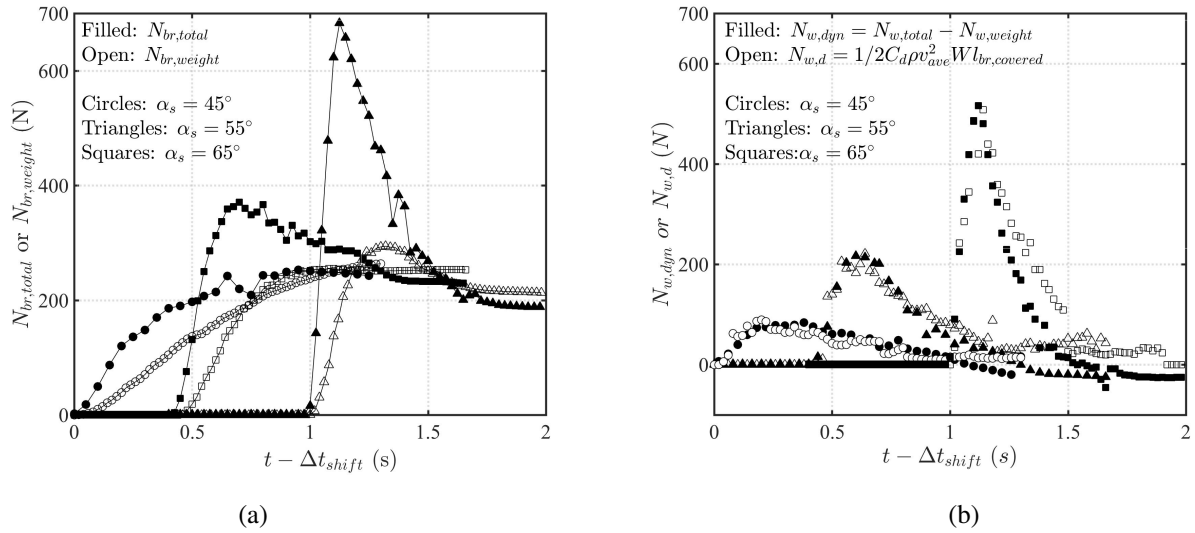 700
600
400
200
0
0
0.5
1
1.5
2
N_{br,total} or N_{br,weight} (N)
t − Δt_{shift} (s)
Filled: N_{br,total}
Open: N_{br,weight}
Circles: α_s = 45°
Triangles: α_s = 55°
Squares: α_s = 65°
(a)
700
600
400
200
0
0
0.5
1
1.5
2
N_{w,dyn} or N_{w,d} (N)
t − Δt_{shift} (s)
Filled: N_{w,dyn} = N_{w,total} − N_{w,weight}
Open: N_{w,d} = 1/2C_dρv²_{ave}Wl_{br,covered}
Circles: α_s = 45°
Triangles: α_s = 55°
Squares:α_s = 65°
(b)